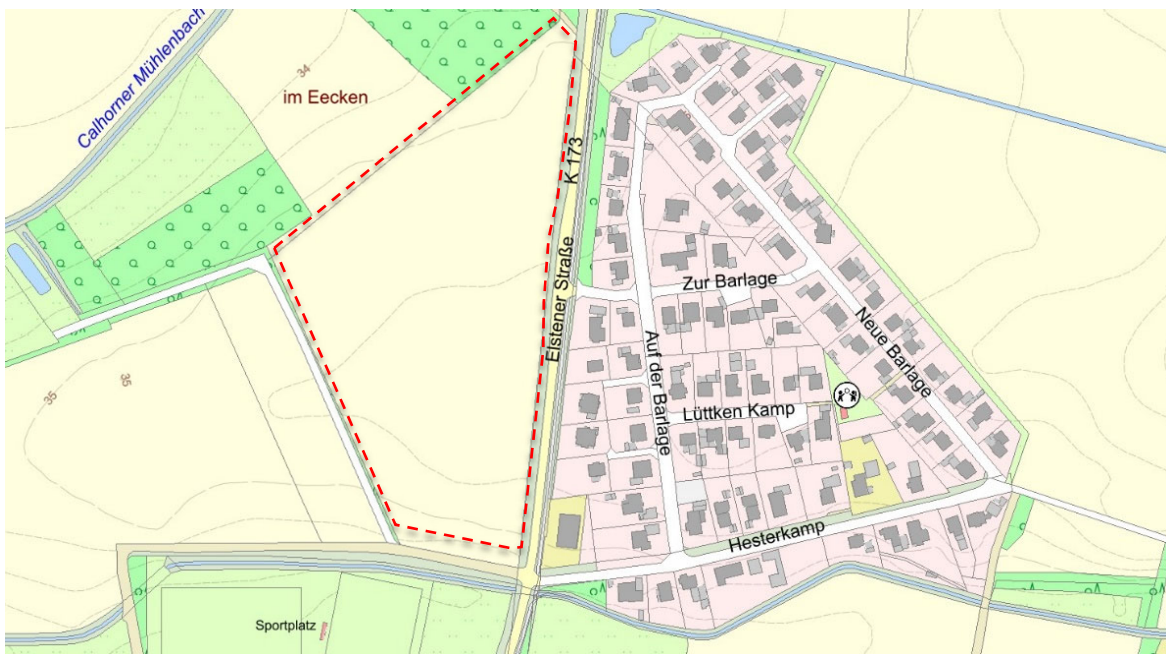 Calhorner Mühlenbach
34
im Eecken
K 173
Elstener Straße
Zur Barlage
Neue Barlage
Auf der Barlage
Lüttken Kamp
35
35
Hesterkamp
Sportplatz